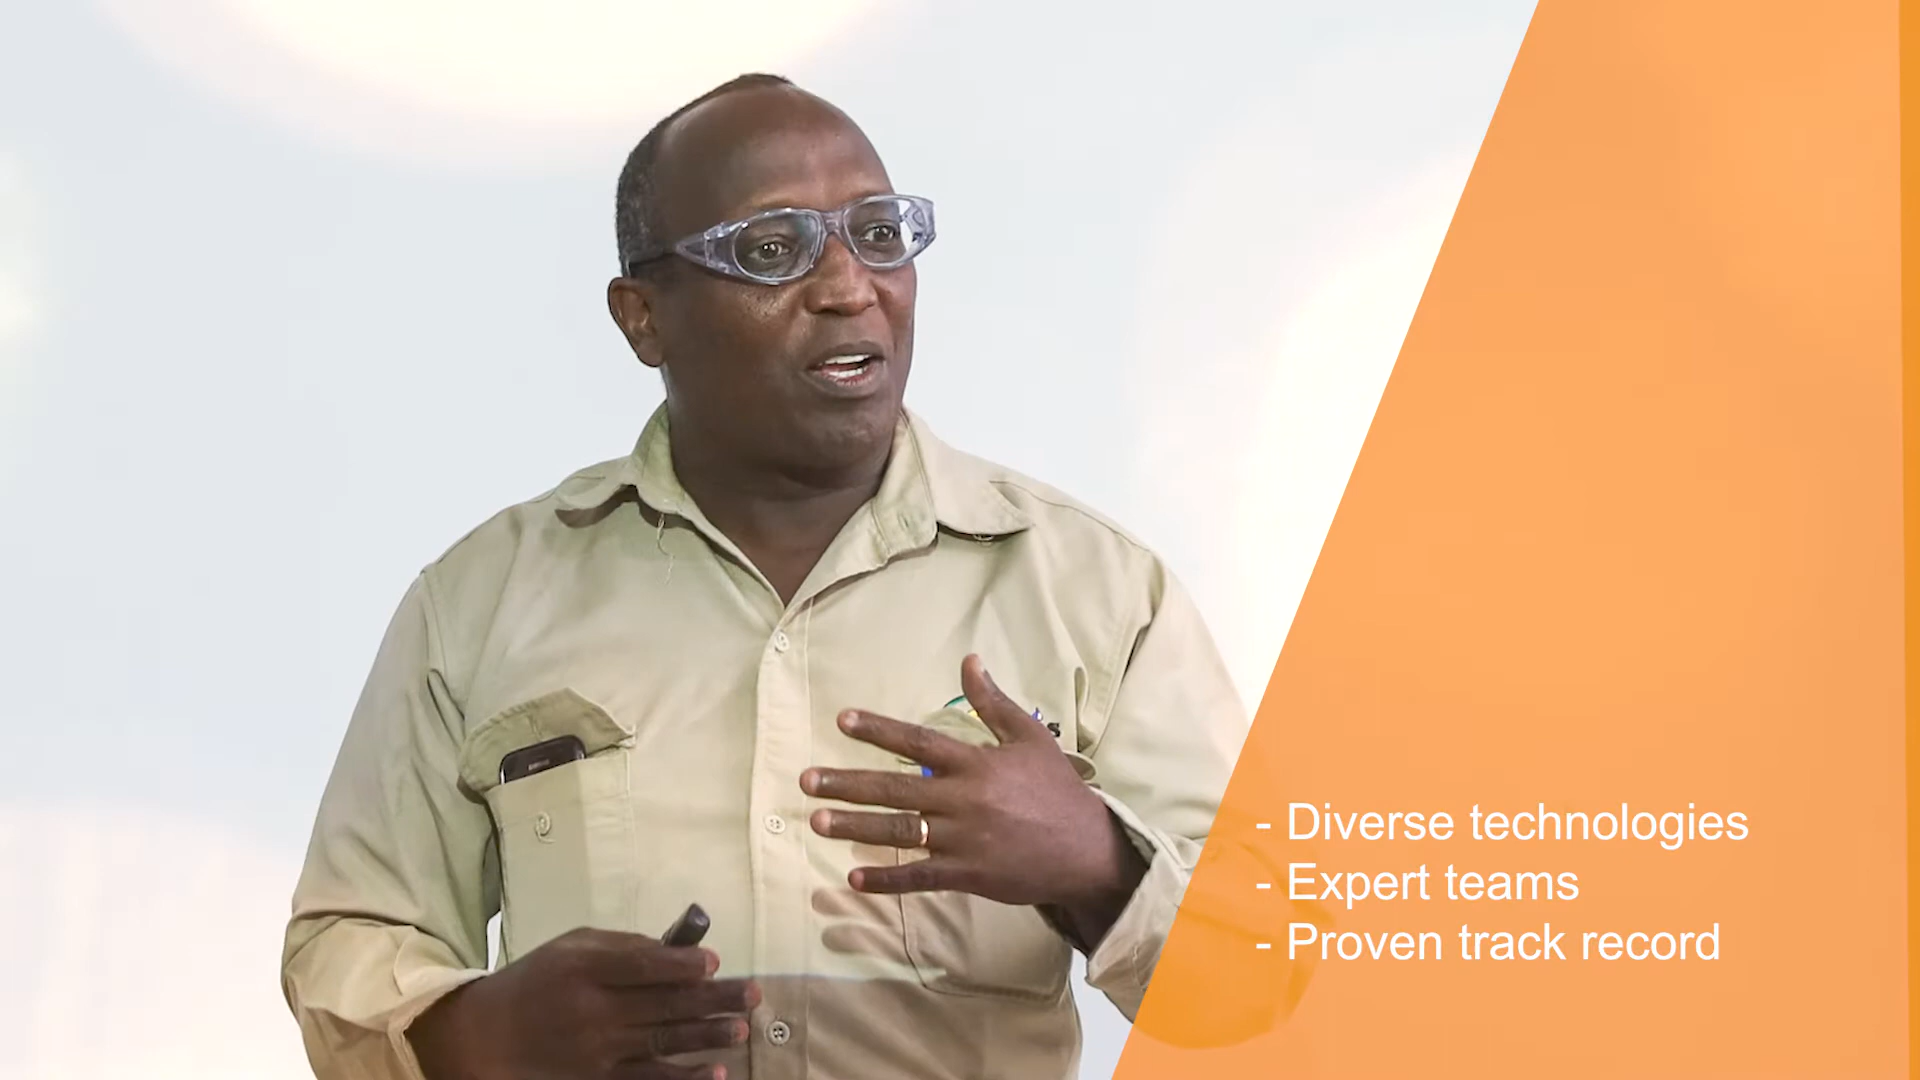 - Diverse technologies
- Expert teams
- Proven track record